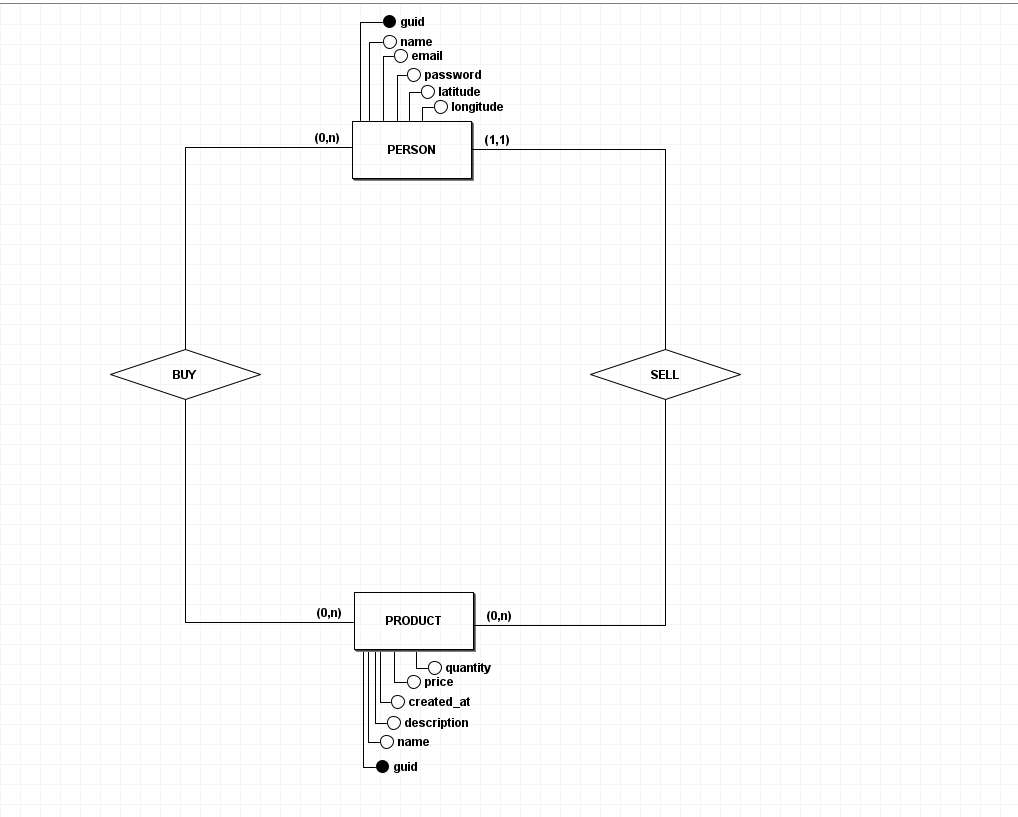 guid
name
email
password
latitude
longitude
(0,n)
PERSON
(1,1)
BUY
SELL
(0,n)
PRODUCT
(0,n)
quantity
price
created_at
description
name
guid